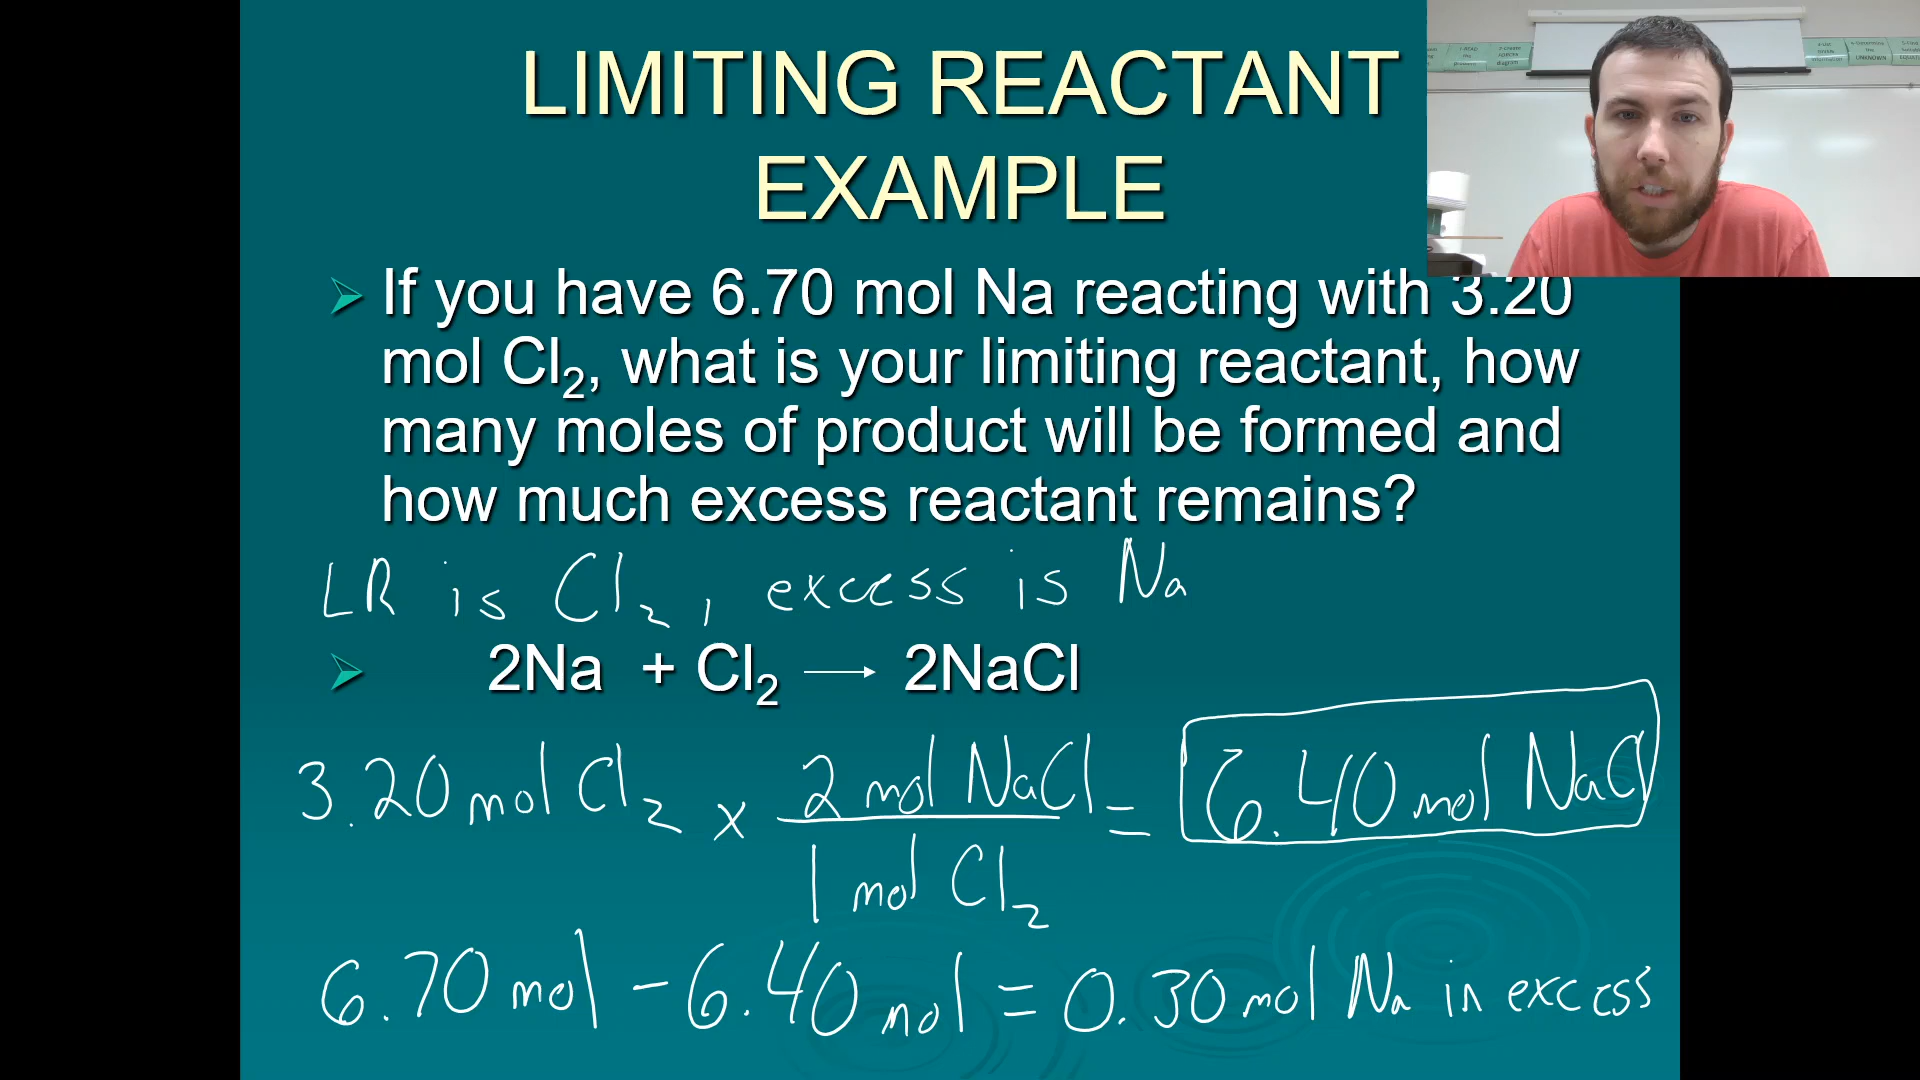 LIMITING REACTANT
EXAMPLE
If you have 6.70 mol Na reacting with 3.20
mol Cl₂, what is your limiting reactant, how
many moles of product will be formed and
how much excess reactant remains?
LR is Cl₂, excess is Na
2Na + Cl₂ → 2NaCl
3.20 mol Cl₂ x 2 mol NaCl = 6.40 mol NaCl
1 mol Cl₂
6.70 mol - 6.40 mol = 0.30 mol Na in excess